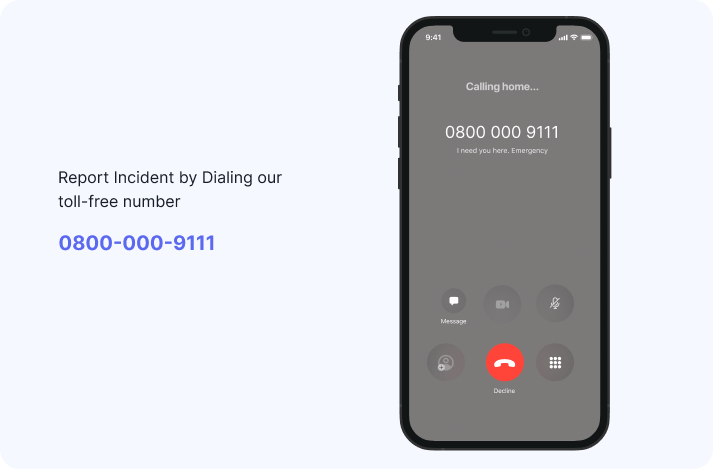 Report Incident by Dialing our
toll-free number
0800-000-9111
9:41
Calling home...
0800 000 9111
I need you here. Emergency
Message
Decline